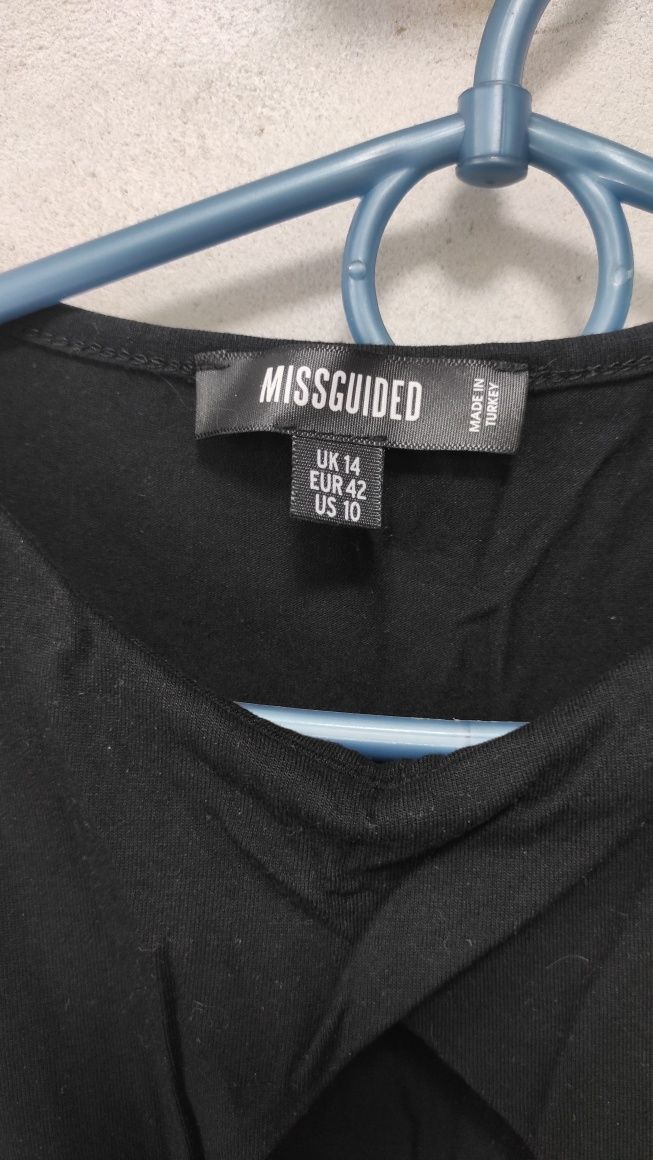 MISSGUIDED
MADE IN
TURKEY
UK 14
EUR 42
US 10